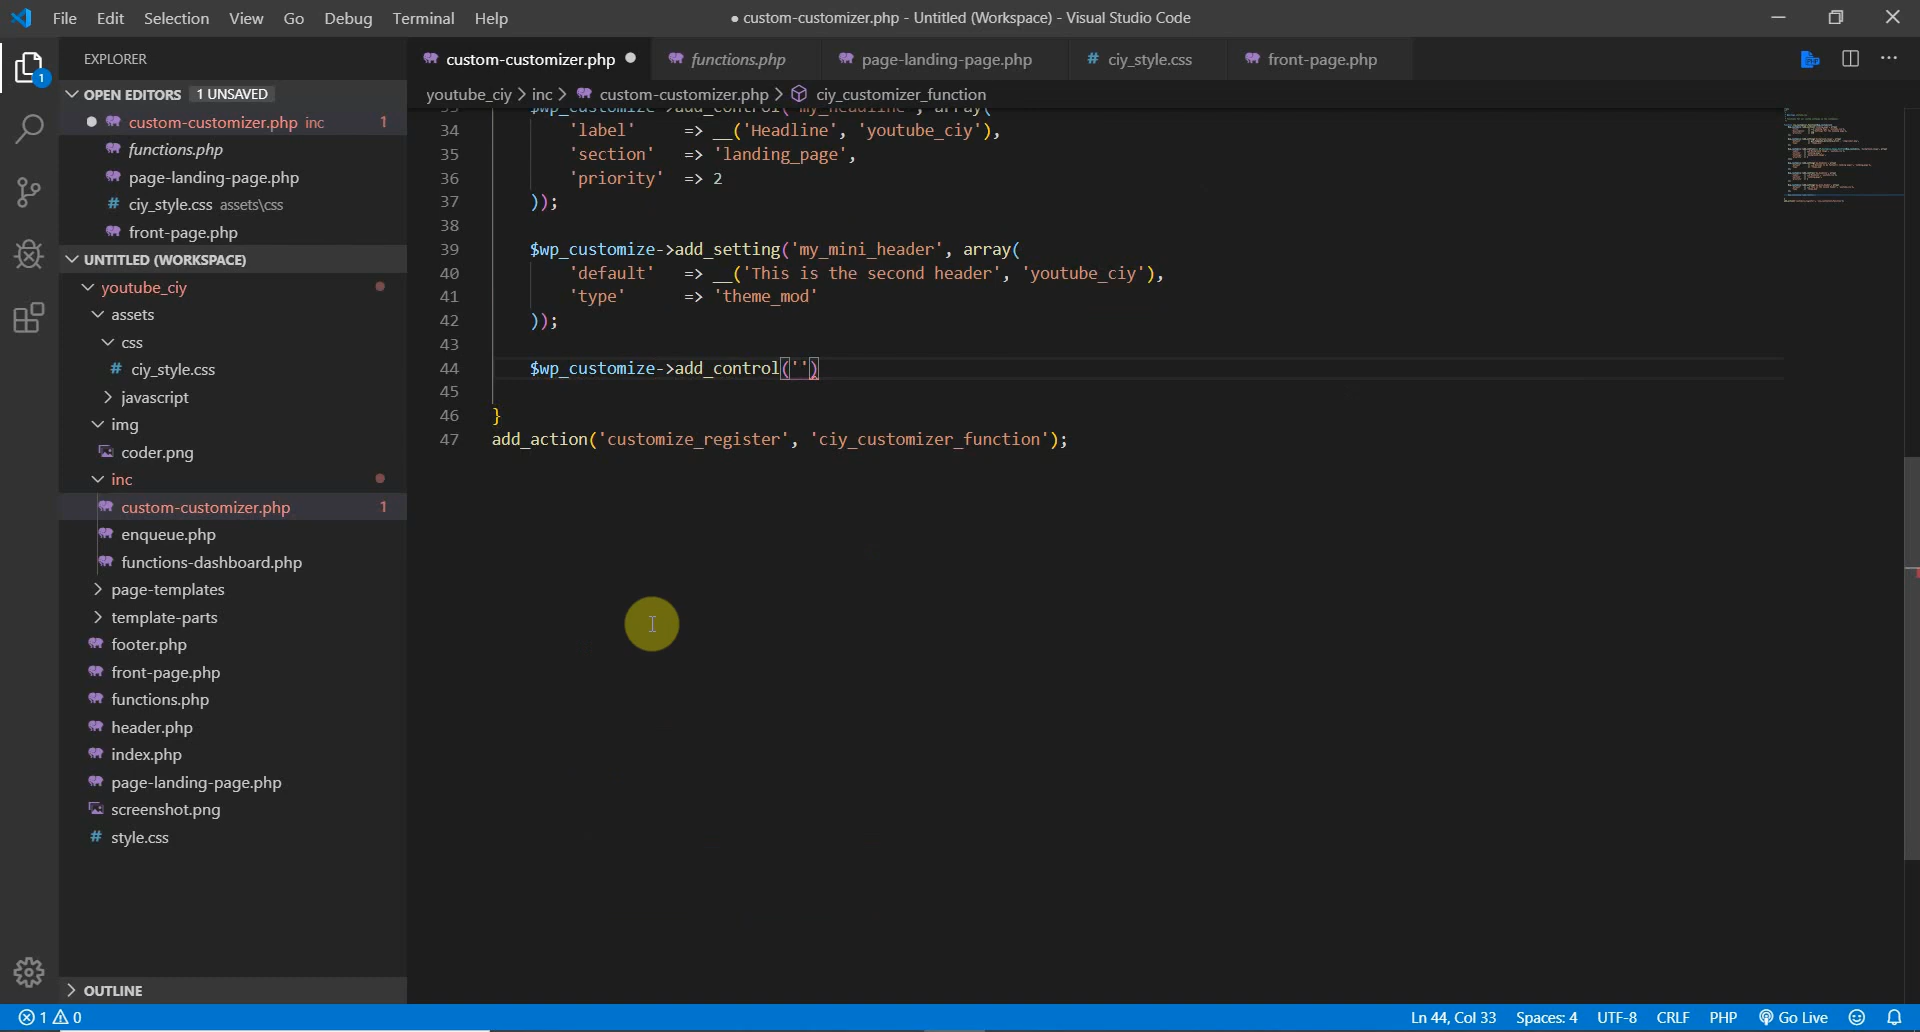 File Edit Selection View Go Debug Terminal Help
● custom-customizer.php - Untitled (Workspace) - Visual Studio Code
1
EXPLORER
OPEN EDITORS 1 UNSAVED
custom-customizer.php inc 1
functions.php
page-landing-page.php
# ciy_style.css assets\css
front-page.php
UNTITLED (WORKSPACE)
youtube_ciy
assets
css
# ciy_style.css
javascript
img
coder.png
inc
custom-customizer.php 1
enqueue.php
functions-dashboard.php
page-templates
template-parts
footer.php
front-page.php
functions.php
header.php
index.php
page-landing-page.php
screenshot.png
# style.css
OUTLINE
custom-customizer.php functions.php page-landing-page.php # ciy_style.css front-page.php
youtube_ciy > inc > custom-customizer.php > ciy_customizer_function
33 $wp_customize->add_control('my_headline', array(
34 'label' => __('Headline', 'youtube_ciy'),
35 'section' => 'landing_page',
36 'priority' => 2
37 ));
38
39 $wp_customize->add_setting('my_mini_header', array(
40 'default' => __('This is the second header', 'youtube_ciy'),
41 'type' => 'theme_mod'
42 ));
43
44 $wp_customize->add_control('')
45
46 }
47 add_action('customize_register', 'ciy_customizer_function');
1 0 Ln 44, Col 33 Spaces: 4 UTF-8 CRLF PHP Go Live